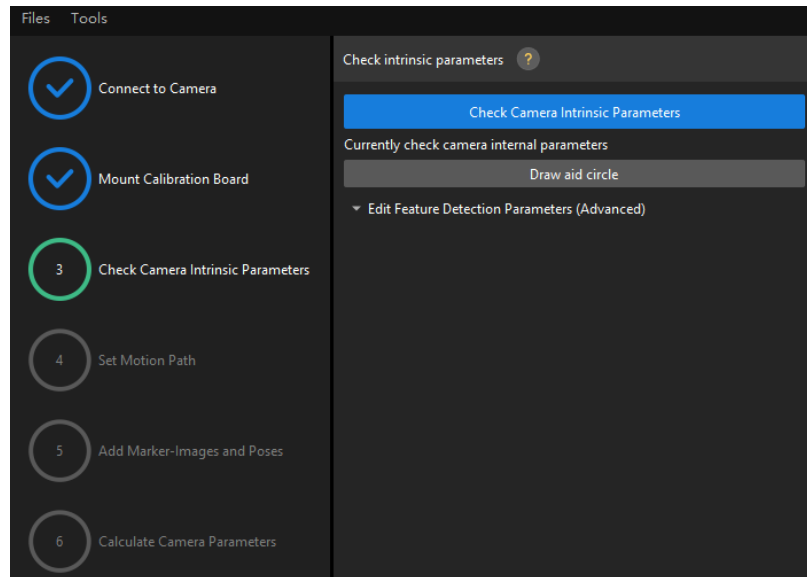 Files Tools
Connect to Camera
Mount Calibration Board
3 Check Camera Intrinsic Parameters
4 Set Motion Path
5 Add Marker-Images and Poses
6 Calculate Camera Parameters
Check intrinsic parameters ?
Check Camera Intrinsic Parameters
Currently check camera internal parameters
Draw aid circle
Edit Feature Detection Parameters (Advanced)